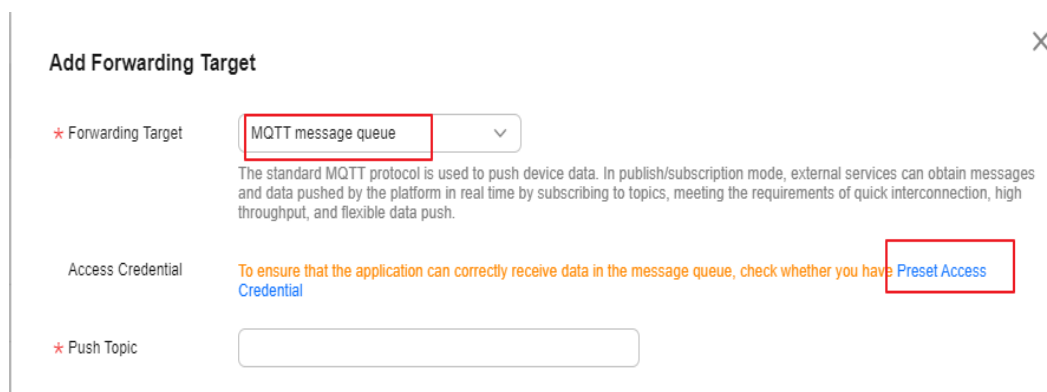 Add Forwarding Target
* Forwarding Target
MQTT message queue
The standard MQTT protocol is used to push device data. In publish/subscription mode, external services can obtain messages
and data pushed by the platform in real time by subscribing to topics, meeting the requirements of quick interconnection, high
throughput, and flexible data push.
Access Credential
To ensure that the application can correctly receive data in the message queue, check whether you have Preset Access
Credential
* Push Topic